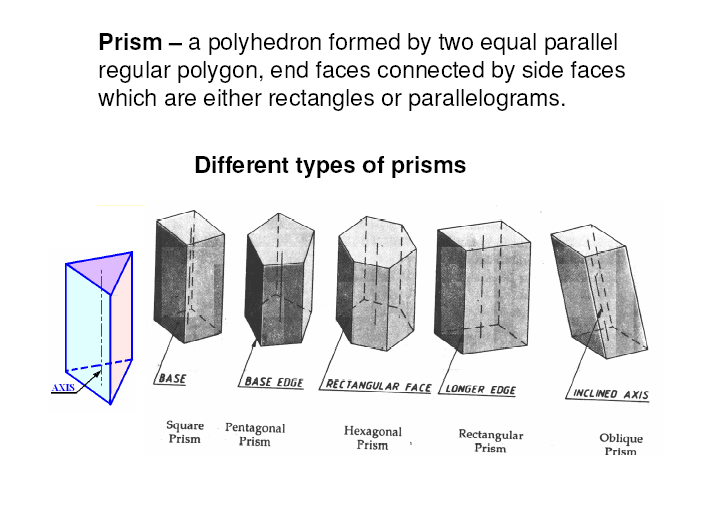 Prism – a polyhedron formed by two equal parallel
regular polygon, end faces connected by side faces
which are either rectangles or parallelograms.
Different types of prisms
AXIS
BASE
BASE EDGE
RECTANGULAR FACE
LONGER EDGE
INCLINED AXIS
Square
Prism
Pentagonal
Prism
Hexagonal
Prism
Rectangular
Prism
Oblique
Prism